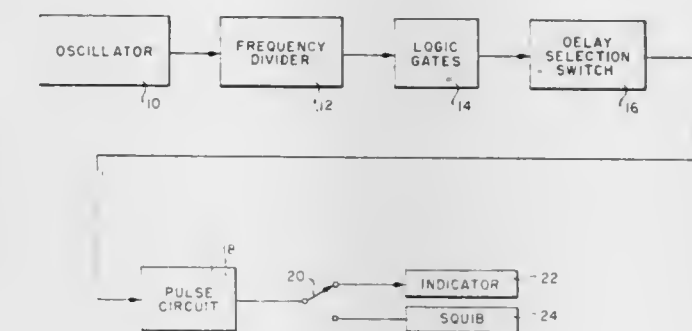 OSCILLATOR
10
FREQUENCY
DIVIDER
12
LOGIC
GATES
14
DELAY
SELECTION
SWITCH
16
PULSE
CIRCUIT
18
20
INDICATOR
22
SQUIB
24